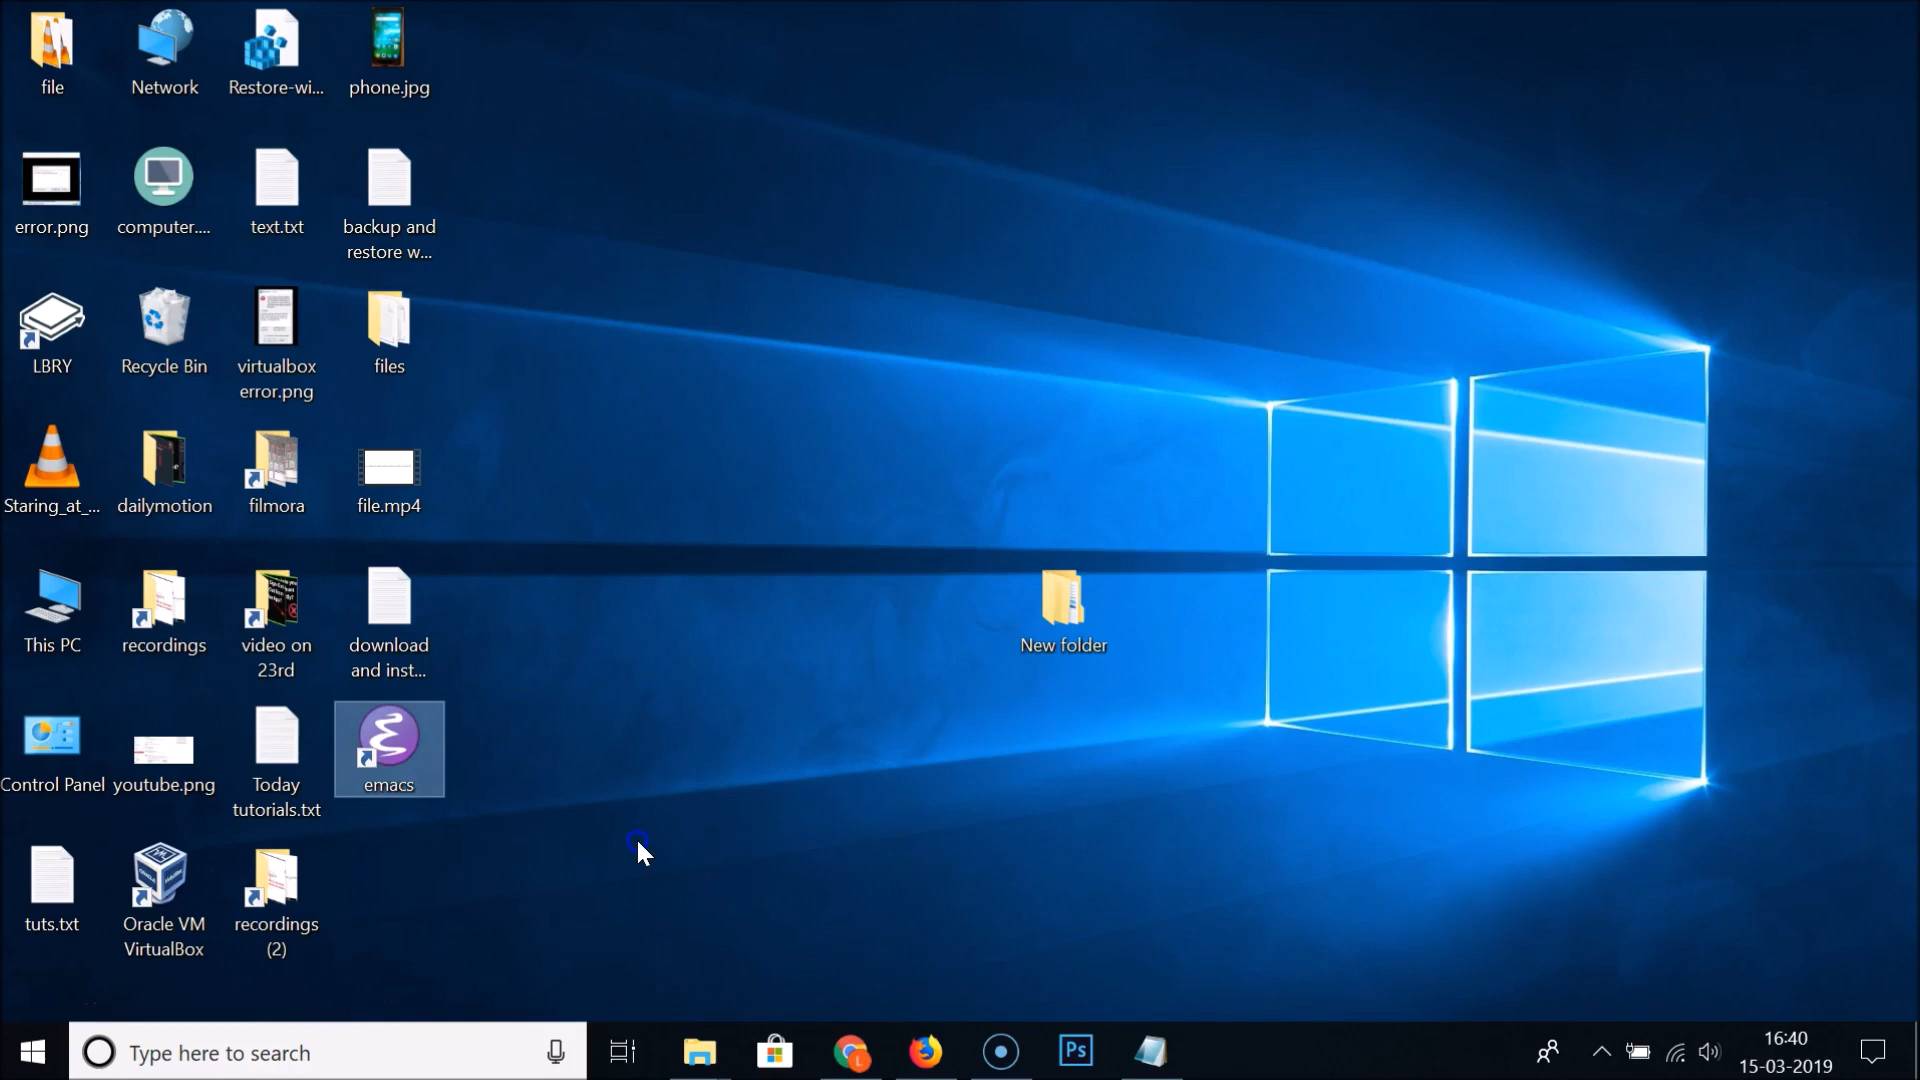 file
Network
Restore-wi...
phone.jpg
error.png
computer....
text.txt
backup and
restore w...
LBRY
Recycle Bin
virtualbox
error.png
files
Staring_at_...
dailymotion
filmora
file.mp4
This PC
recordings
video on
23rd
download
and inst...
New folder
Control Panel
youtube.png
Today
tutorials.txt
emacs
tuts.txt
Oracle VM
VirtualBox
recordings
(2)
Type here to search
L
Ps
16:40
15-03-2019